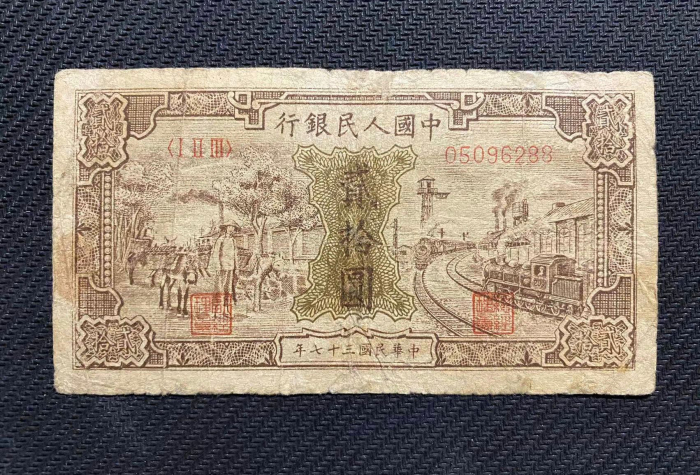 中國人民銀行
〈I II III〉
05096288
貳拾圓
中華民國三十七年
貳拾
貳拾
貳拾
貳拾